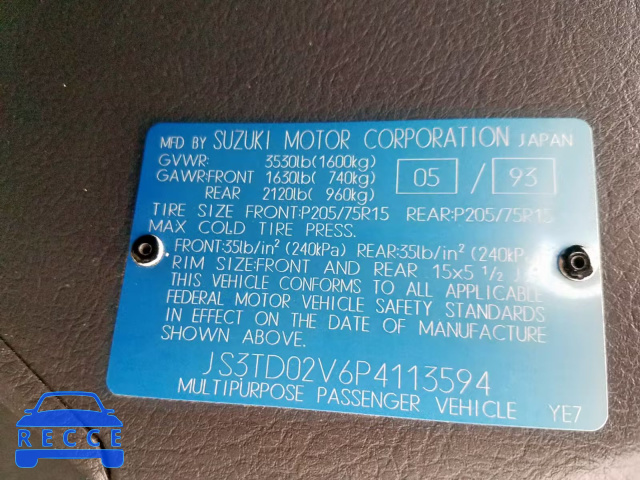 MFD BY SUZUKI MOTOR CORPORATION JAPAN
GVWR: 3530lb(1600kg)
GAWR:FRONT 1630lb( 740kg) 05 / 93
REAR 2120lb( 960kg)
TIRE SIZE FRONT:P205/75R15 REAR:P205/75R15
MAX COLD TIRE PRESS.
FRONT:35lb/in² (240kPa) REAR:35lb/in² (240kPa
RIM SIZE:FRONT AND REAR 15x5 1/2 J
THIS VEHICLE CONFORMS TO ALL APPLICABLE
FEDERAL MOTOR VEHICLE SAFETY STANDARDS
IN EFFECT ON THE DATE OF MANUFACTURE
SHOWN ABOVE.
JS3TD02V6P4113594
MULTIPURPOSE PASSENGER VEHICLE YE7
RECCE